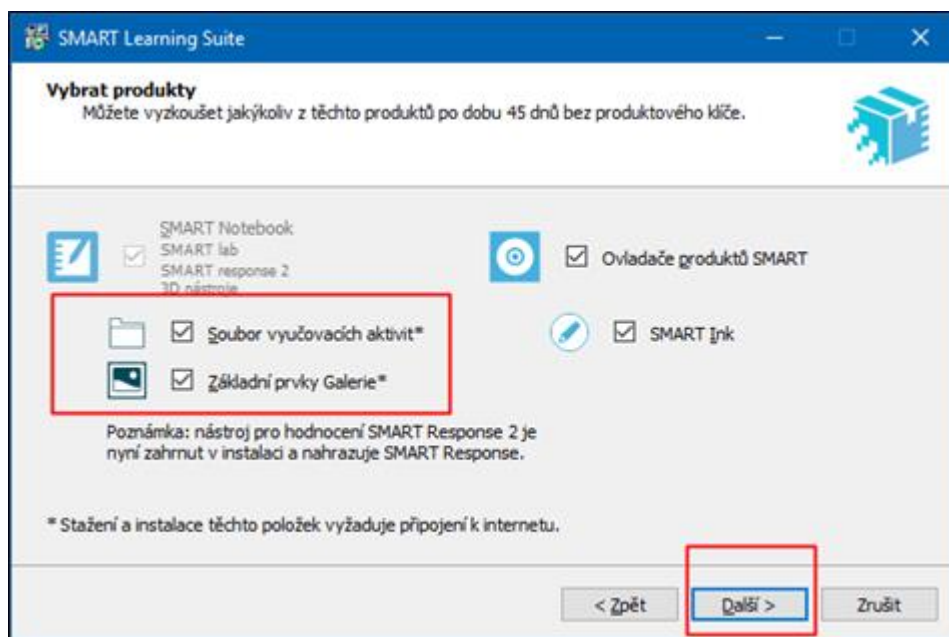 SMART Learning Suite
Vybrat produkty
Můžete vyzkoušet jakýkoliv z těchto produktů po dobu 45 dnů bez produktového klíče.
SMART Notebook
SMART lab
SMART response 2
3D nástroje
Ovladače produktů SMART
Soubor vyučovacích aktivit*
SMART Ink
Základní prvky Galerie*
Poznámka: nástroj pro hodnocení SMART Response 2 je
nyní zahrnut v instalaci a nahrazuje SMART Response.
* Stažení a instalace těchto položek vyžaduje připojení k internetu.
< Zpět
Další >
Zrušit